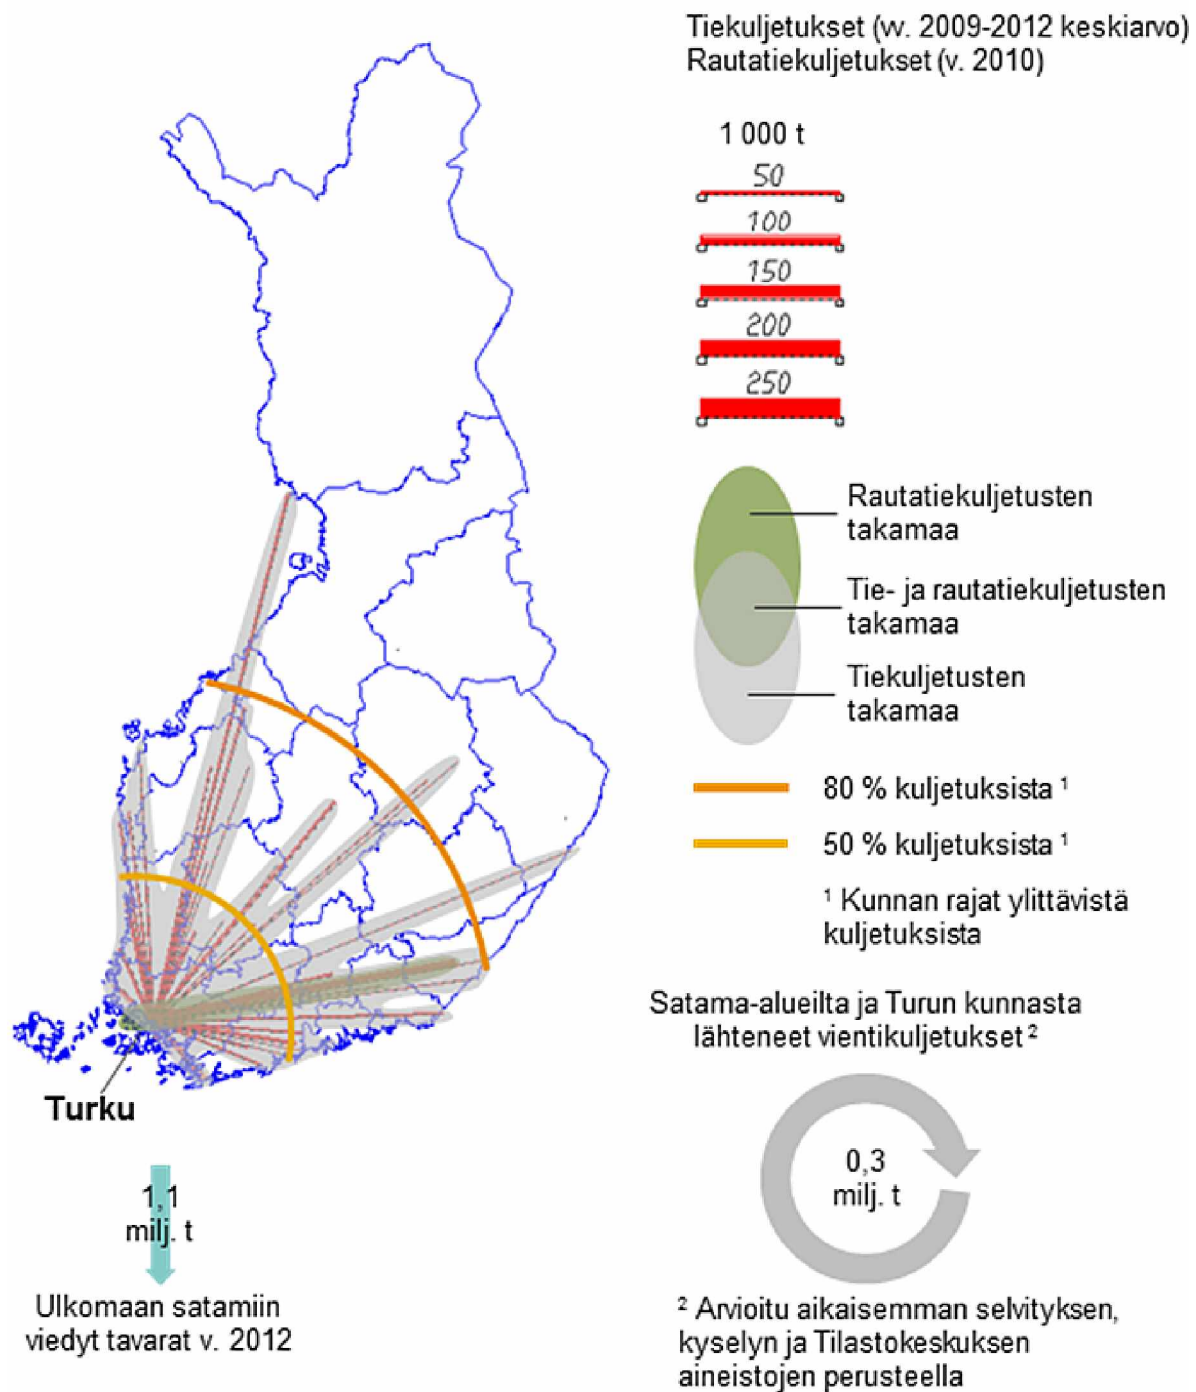 Tiekuljetukset (vv. 2009-2012 keskiarvo)
Rautatiekuljetukset (v. 2010)
1 000 t
50
100
150
200
250
Rautatiekuljetusten
takamaa
Tie- ja rautatiekuljetusten
takamaa
Tiekuljetusten
takamaa
80 % kuljetuksista ¹
50 % kuljetuksista ¹
¹ Kunnan rajat ylittävistä
kuljetuksista
Satama-alueilta ja Turun kunnasta
lähteneet vientikuljetukset ²
0,3
milj. t
² Arvioitu aikaisemman selvityksen,
kyselyn ja Tilastokeskuksen
aineistojen perusteella
Turku
1,1
milj. t
Ulkomaan satamiin
viedyt tavarat v. 2012